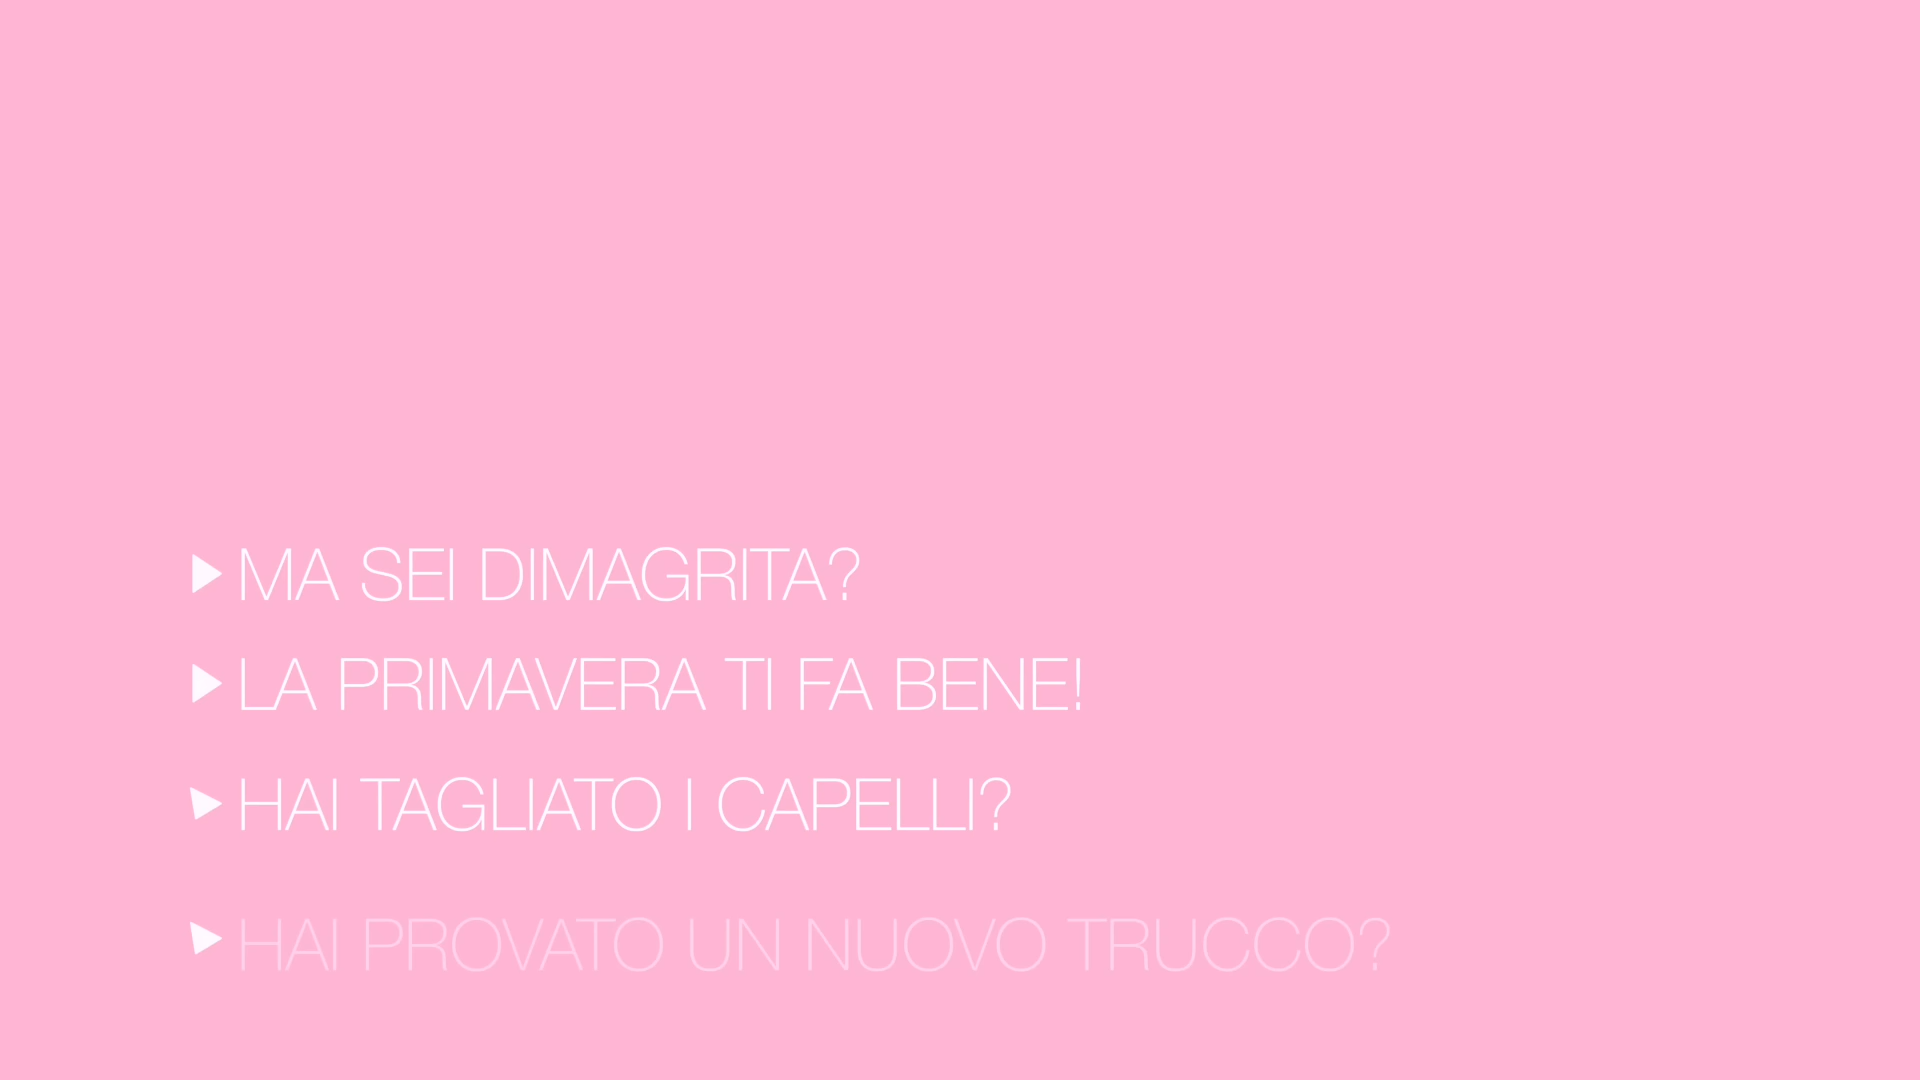 MA SEI DIMAGRITA?
LA PRIMAVERA TI FA BENE!
HAI TAGLIATO I CAPELLI?
HAI PROVATO UN NUOVO TRUCCO?